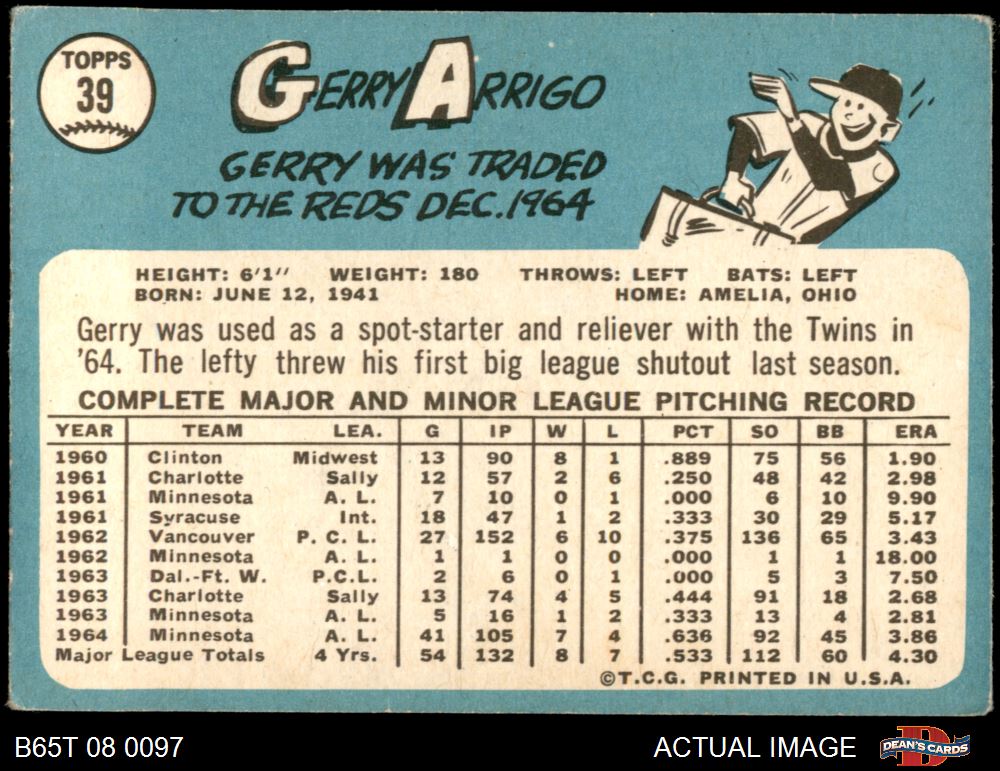 TOPPS
39
GERRY ARRIGO
GERRY WAS TRADED
TO THE REDS DEC. 1964
HEIGHT: 6'1" WEIGHT: 180 THROWS: LEFT BATS: LEFT
BORN: JUNE 12, 1941 HOME: AMELIA, OHIO
Gerry was used as a spot-starter and reliever with the Twins in
'64. The lefty threw his first big league shutout last season.
COMPLETE MAJOR AND MINOR LEAGUE PITCHING RECORD
YEAR TEAM LEA. G IP W L PCT SO BB ERA
1960 Clinton Midwest 13 90 8 1 .889 75 56 1.90
1961 Charlotte Sally 12 57 2 6 .250 48 42 2.98
1961 Minnesota A. L. 7 10 0 1 .000 6 10 9.90
1961 Syracuse Int. 18 47 1 2 .333 30 29 5.17
1962 Vancouver P. C. L. 27 152 6 10 .375 136 65 3.43
1962 Minnesota A. L. 1 1 0 0 .000 1 1 18.00
1963 Dal.-Ft. W. P.C.L. 2 6 0 1 .000 5 3 7.50
1963 Charlotte Sally 13 74 4 5 .444 91 18 2.68
1963 Minnesota A. L. 5 16 1 2 .333 13 4 2.81
1964 Minnesota A. L. 41 105 7 4 .636 92 45 3.86
Major League Totals 4 Yrs. 54 132 8 7 .533 112 60 4.30
©T.C.G. PRINTED IN U.S.A.
B65T 08 0097 ACTUAL IMAGE DEAN'S CARDS